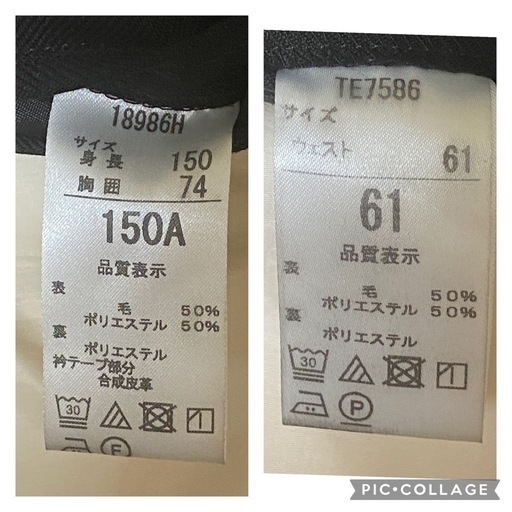 18986H
サイズ
身長 150
胸囲 74
150A
品質表示
表
毛 50%
ポリエステル 50%
裏
ポリエステル
衿テープ部分
合成皮革
30
F
TE7586
サイズ
ウェスト 61
61
品質表示
表
毛 50%
ポリエステル 50%
裏
ポリエステル
30
P
PIC•COLLAGE